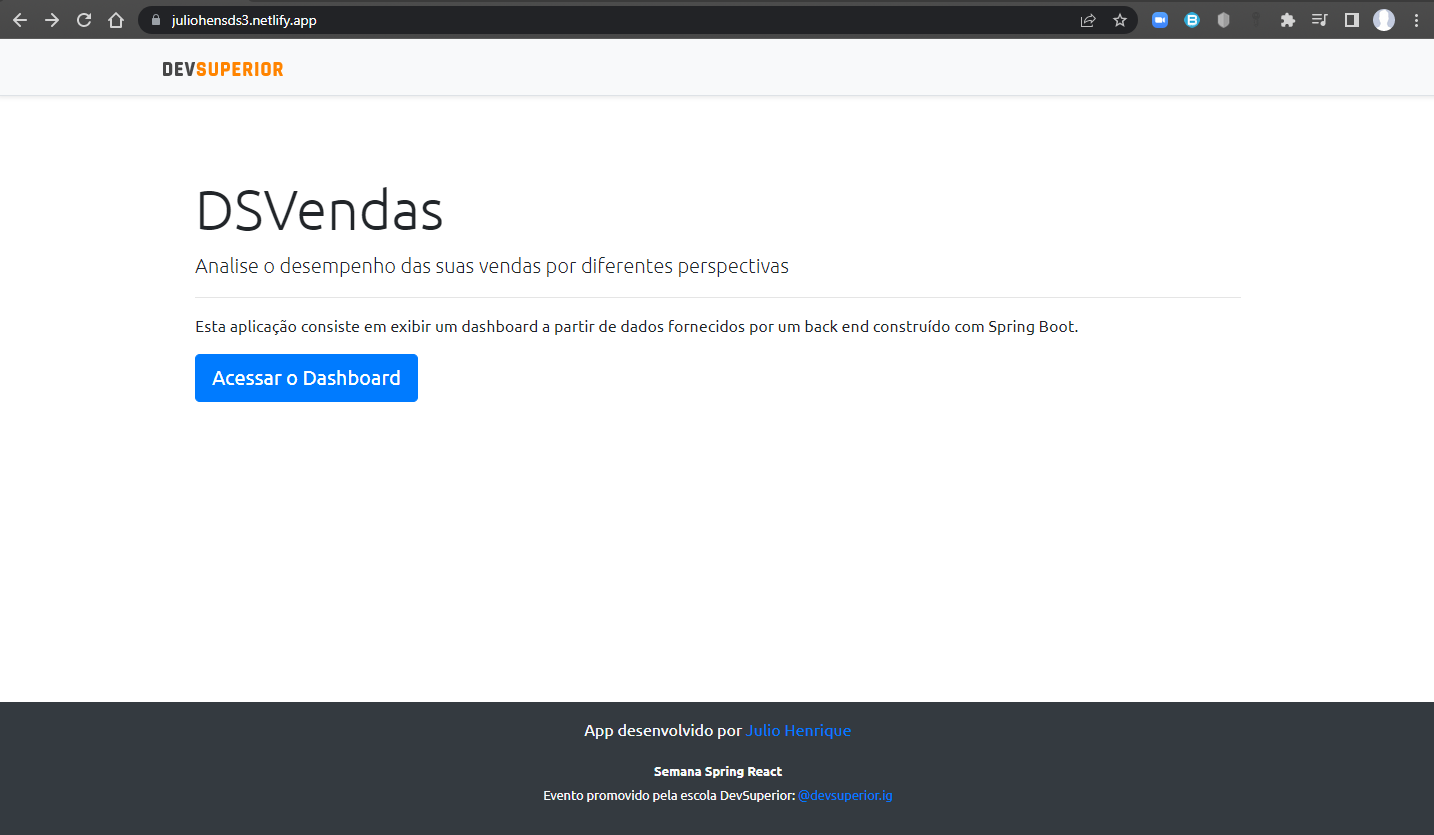 juliohensds3.netlify.app
DEVSUPERIOR
DSVendas
Analise o desempenho das suas vendas por diferentes perspectivas
Esta aplicação consiste em exibir um dashboard a partir de dados fornecidos por um back end construído com Spring Boot.
Acessar o Dashboard
App desenvolvido por Julio Henrique
Semana Spring React
Evento promovido pela escola DevSuperior: @devsuperior.ig